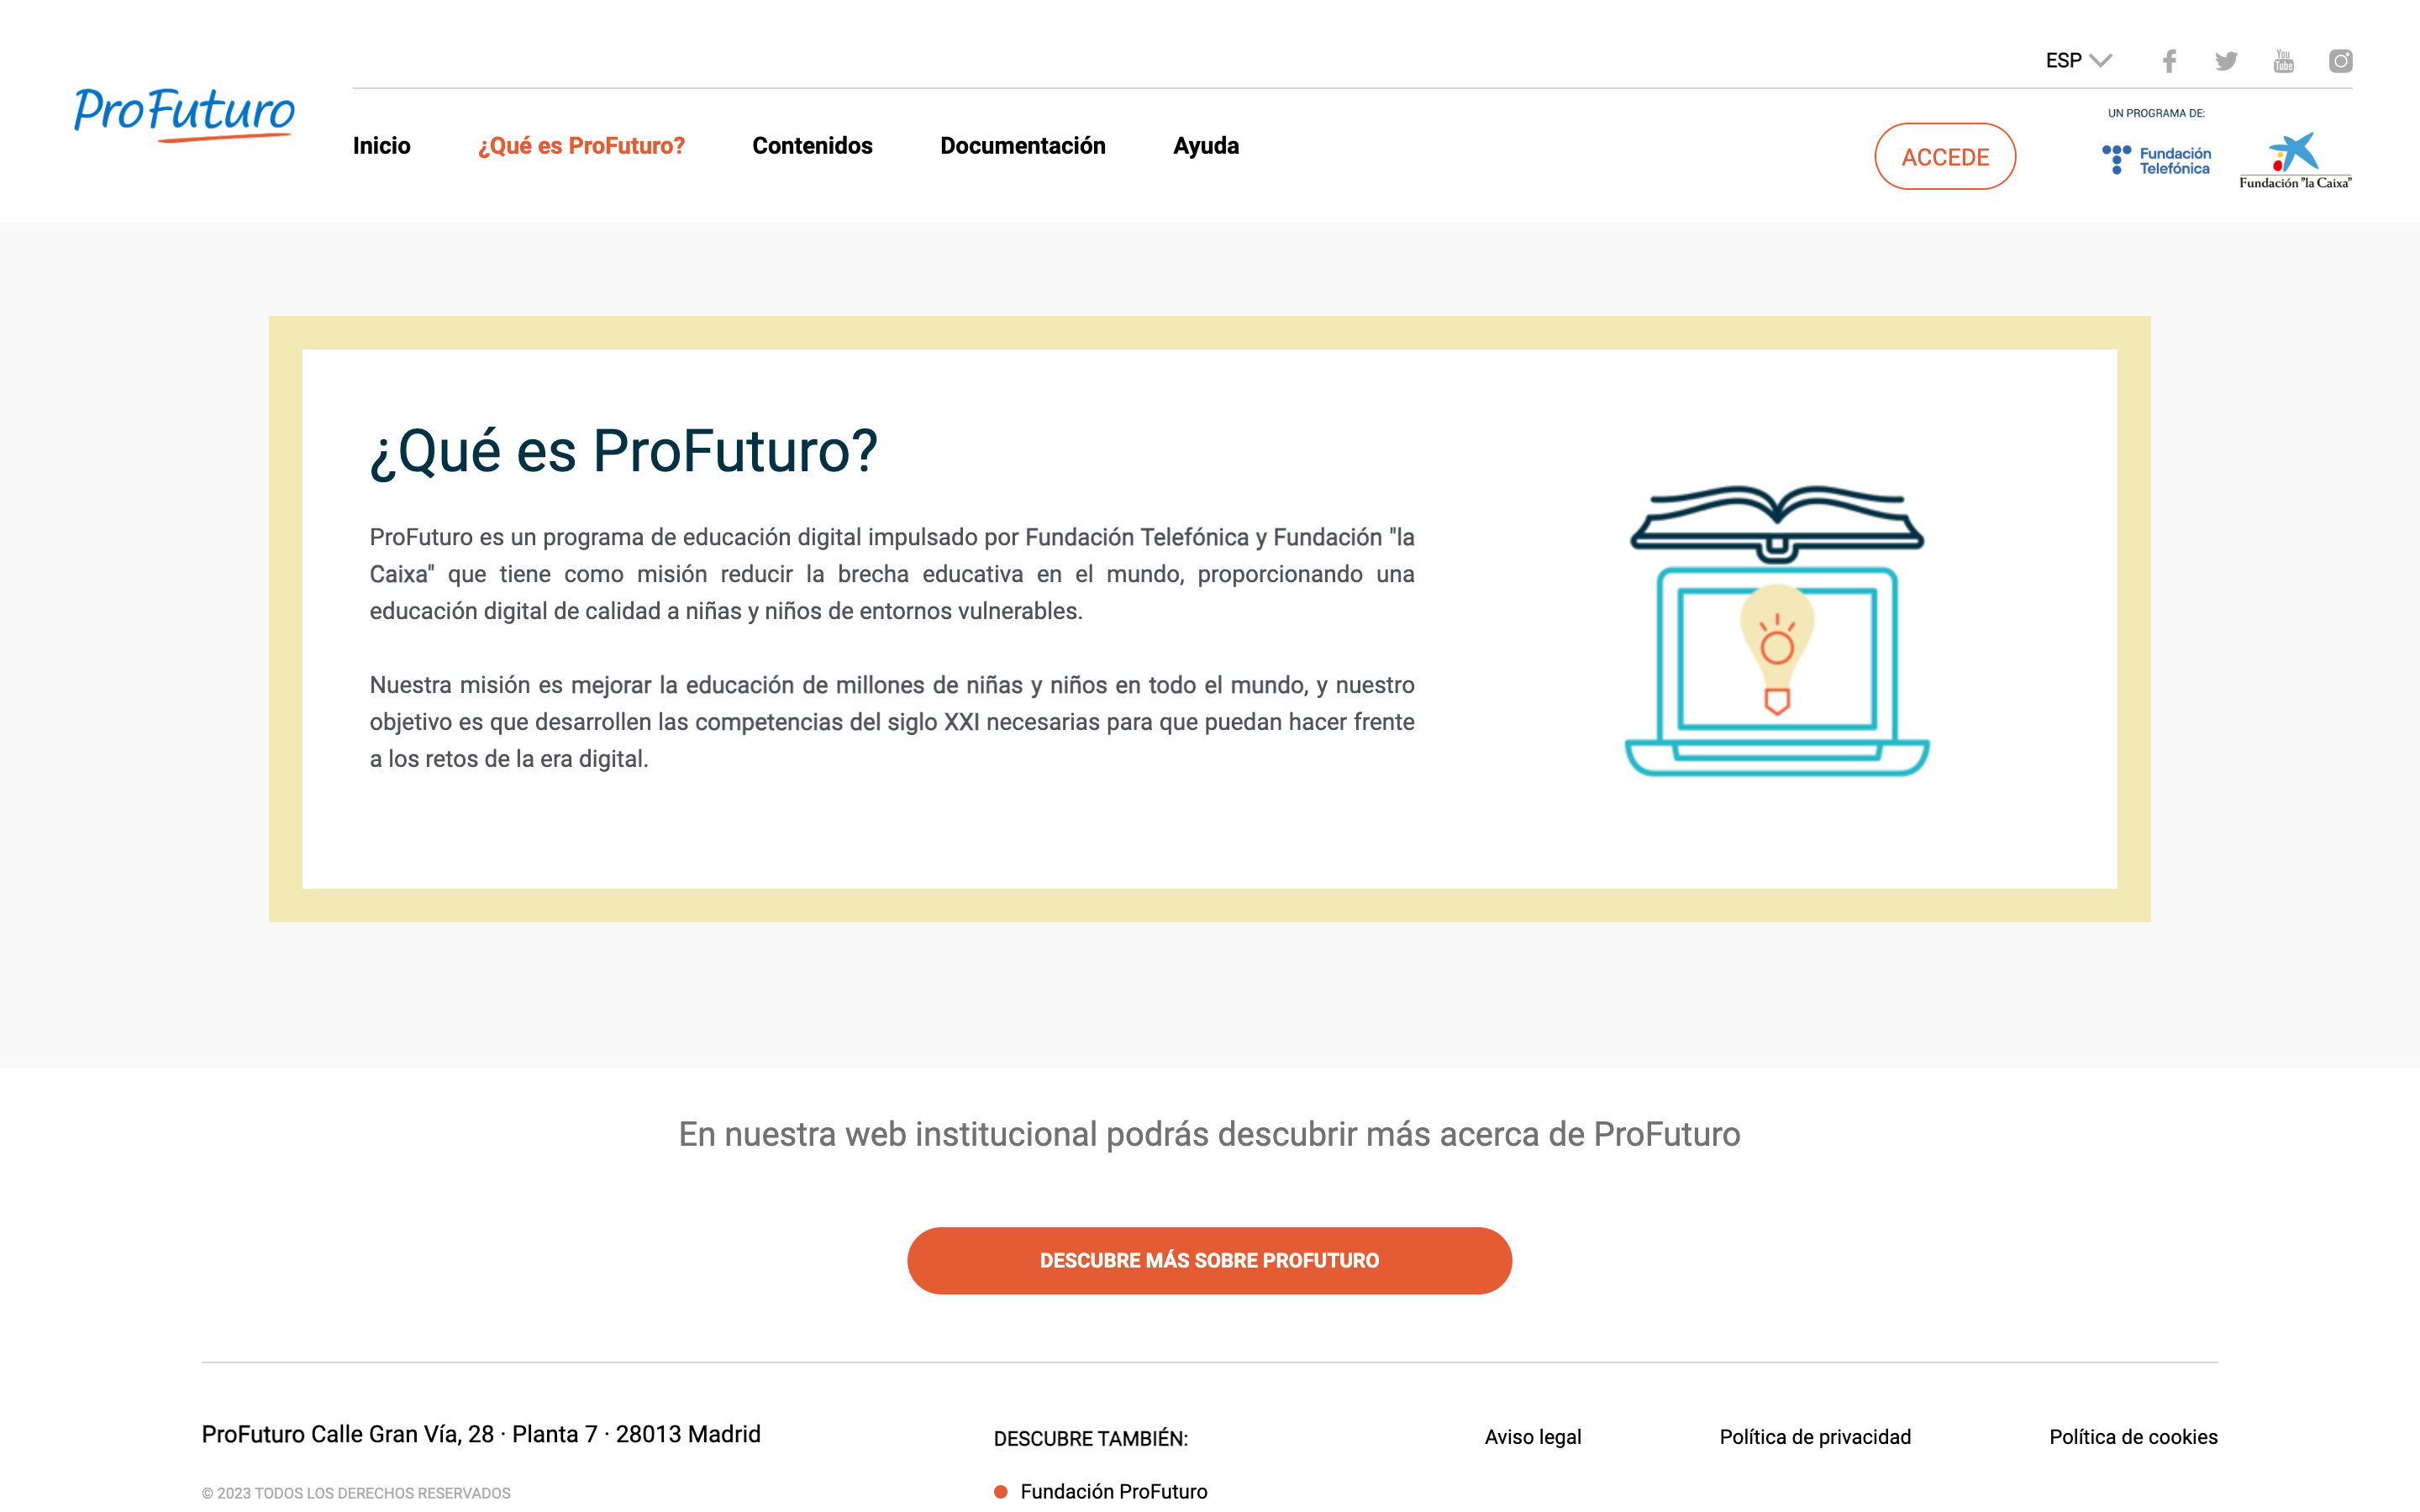 ESP
You
Tube
ProFuturo
Inicio
¿Qué es ProFuturo?
Contenidos
Documentación
Ayuda
ACCEDE
UN PROGRAMA DE:
Fundación
Telefónica
Fundación "la Caixa"
¿Qué es ProFuturo?
ProFuturo es un programa de educación digital impulsado por Fundación Telefónica y Fundación "la
Caixa" que tiene como misión reducir la brecha educativa en el mundo, proporcionando una
educación digital de calidad a niñas y niños de entornos vulnerables.
Nuestra misión es mejorar la educación de millones de niñas y niños en todo el mundo, y nuestro
objetivo es que desarrollen las competencias del siglo XXI necesarias para que puedan hacer frente
a los retos de la era digital.
En nuestra web institucional podrás descubrir más acerca de ProFuturo
DESCUBRE MÁS SOBRE PROFUTURO
ProFuturo Calle Gran Vía, 28 · Planta 7 · 28013 Madrid
© 2023 TODOS LOS DERECHOS RESERVADOS
DESCUBRE TAMBIÉN:
Fundación ProFuturo
Aviso legal
Política de privacidad
Política de cookies